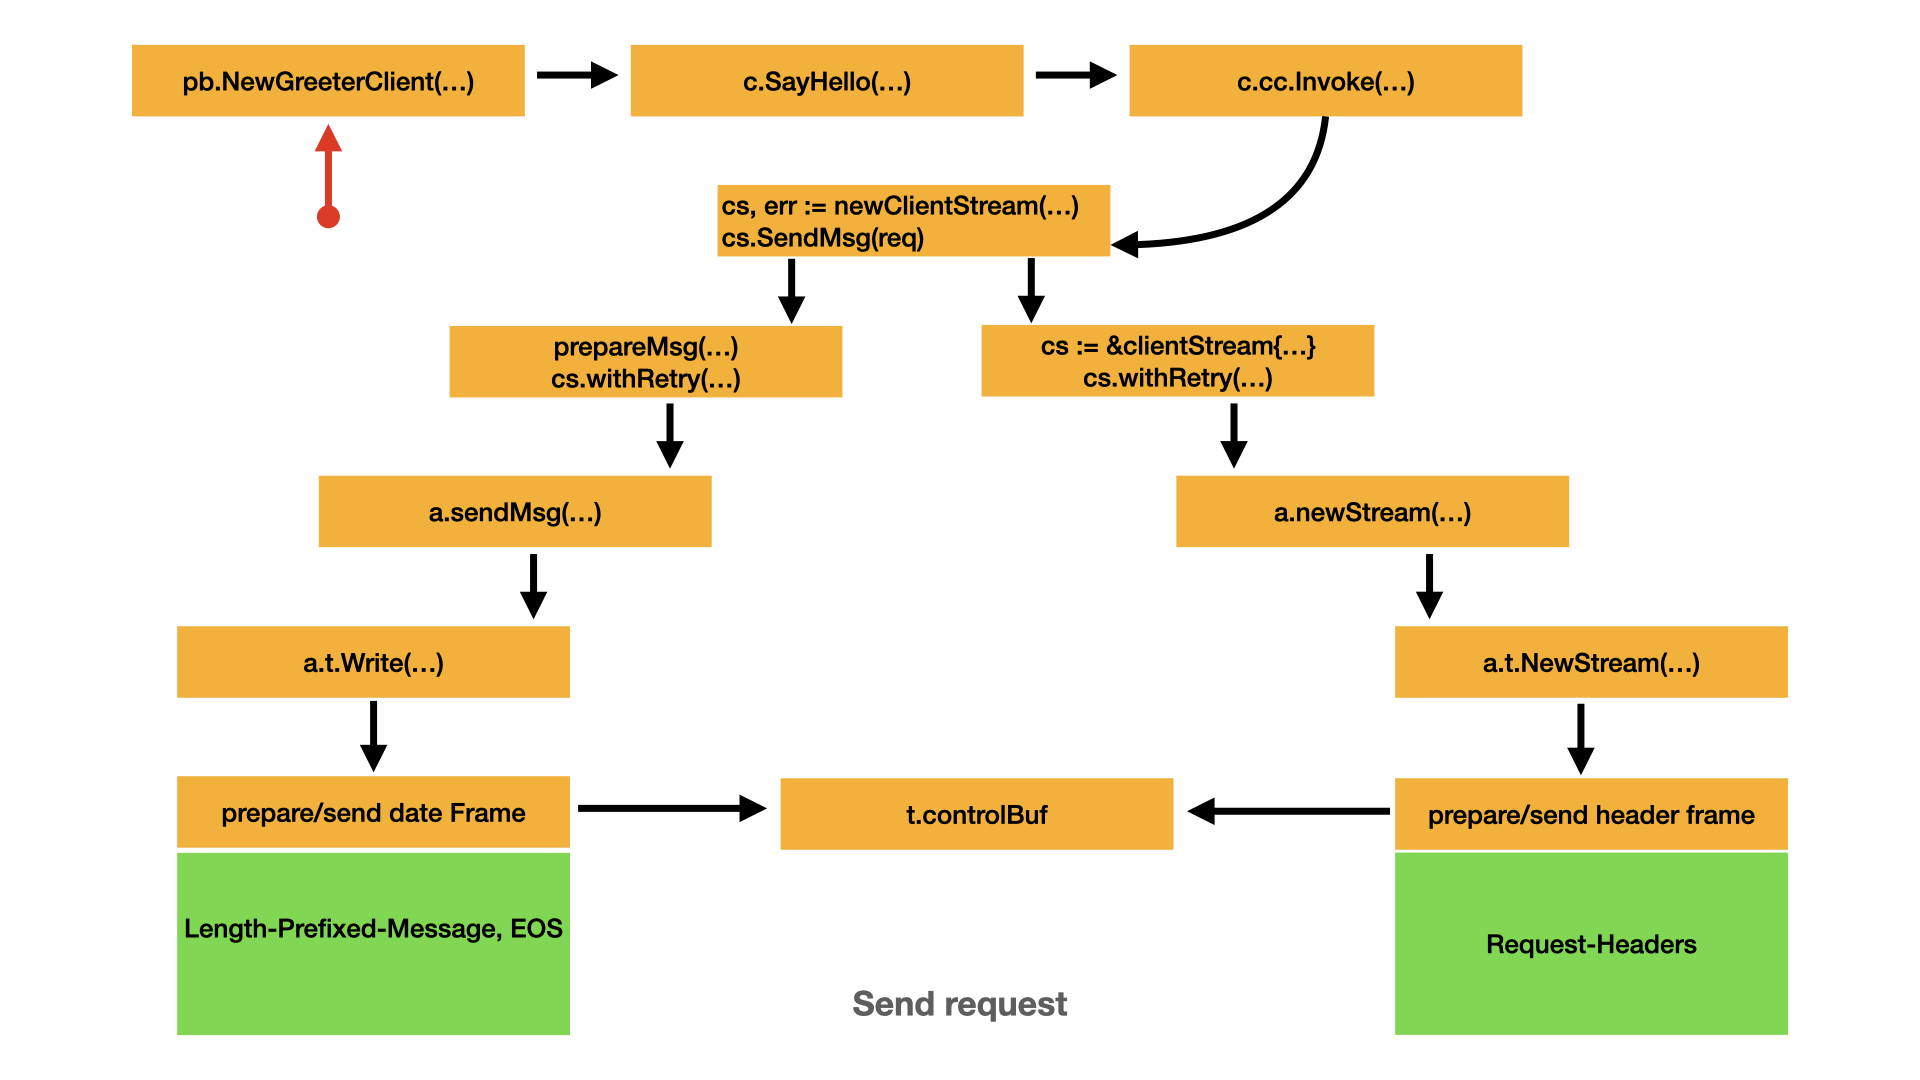 pb.NewGreeterClient(…)
c.SayHello(…)
c.cc.Invoke(…)
cs, err := newClientStream(…)
cs.SendMsg(req)
prepareMsg(…)
cs.withRetry(…)
cs := &clientStream{…}
cs.withRetry(…)
a.sendMsg(…)
a.newStream(…)
a.t.Write(…)
a.t.NewStream(…)
prepare/send date Frame
t.controlBuf
prepare/send header frame
Length-Prefixed-Message, EOS
Request-Headers
Send request